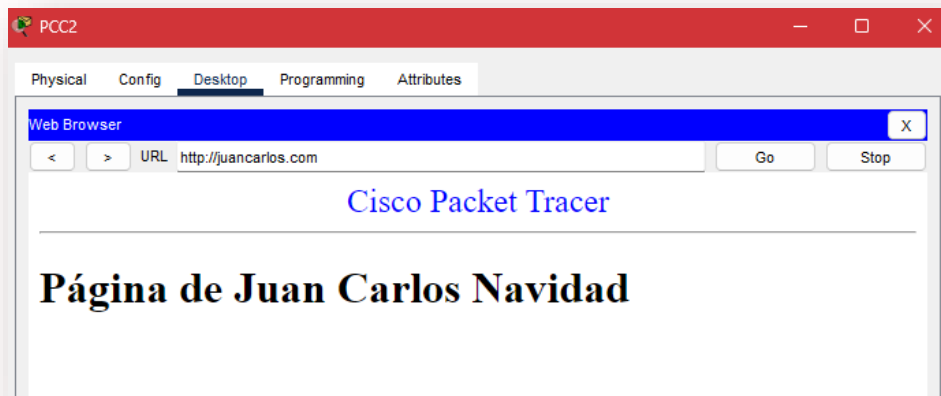 PCC2
Physical Config Desktop Programming Attributes
Web Browser X
< > URL http://juancarlos.com Go Stop
Cisco Packet Tracer
Página de Juan Carlos Navidad